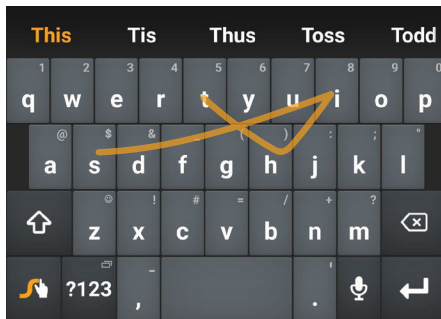 This Tis Thus Toss Todd
1 2 3 4 5 6 7 8 9 0
q w e r t y u i o p
@ $ & ( ) : ; "
a s d f g h j k l
! # = / + ?
z x c v b n m
?123 , - ' .